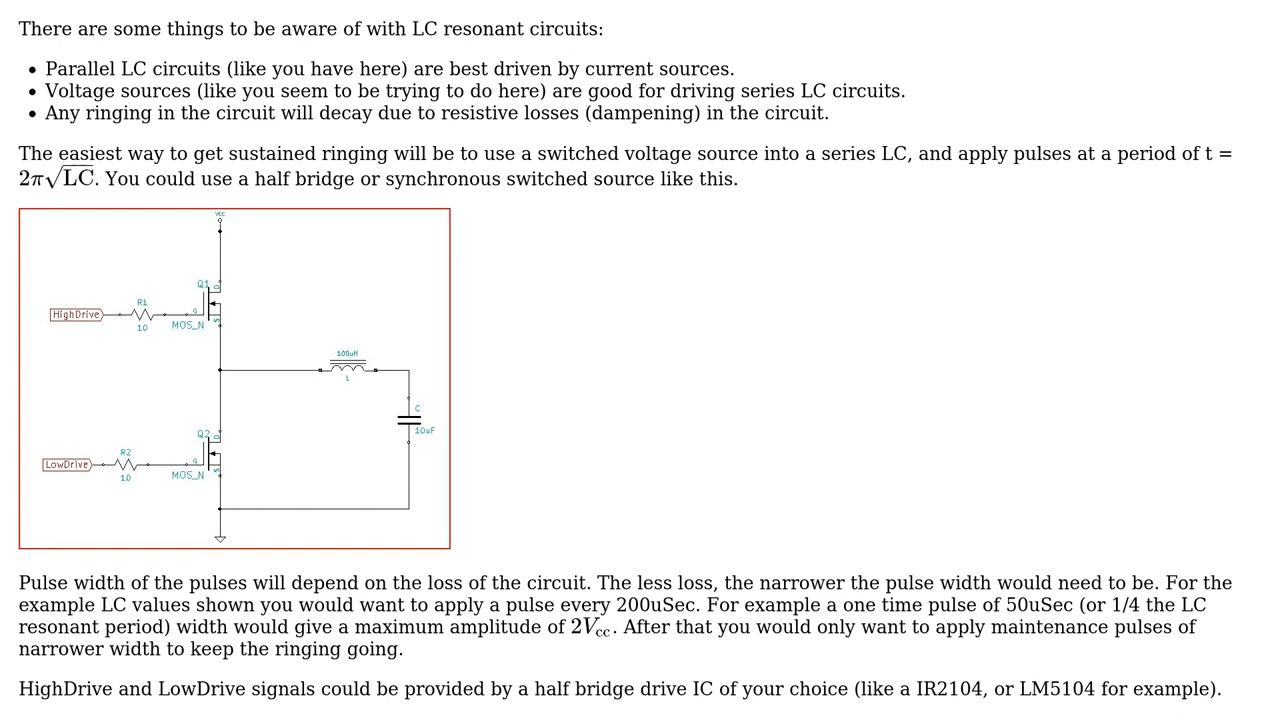 There are some things to be aware of with LC resonant circuits:
• Parallel LC circuits (like you have here) are best driven by current sources.
• Voltage sources (like you seem to be trying to do here) are good for driving series LC circuits.
• Any ringing in the circuit will decay due to resistive losses (dampening) in the circuit.
The easiest way to get sustained ringing will be to use a switched voltage source into a series LC, and apply pulses at a period of t =
2π√LC. You could use a half bridge or synchronous switched source like this.
VCC
Q1
D
R1
HighDrive
G
S
10
MOS_N
100uH
L
C
10uF
Q2
D
R2
LowDrive
G
S
10
MOS_N
Pulse width of the pulses will depend on the loss of the circuit. The less loss, the narrower the pulse width would need to be. For the
example LC values shown you would want to apply a pulse every 200uSec. For example a one time pulse of 50uSec (or 1/4 the LC
resonant period) width would give a maximum amplitude of 2Vcc. After that you would only want to apply maintenance pulses of
narrower width to keep the ringing going.
HighDrive and LowDrive signals could be provided by a half bridge drive IC of your choice (like a IR2104, or LM5104 for example).